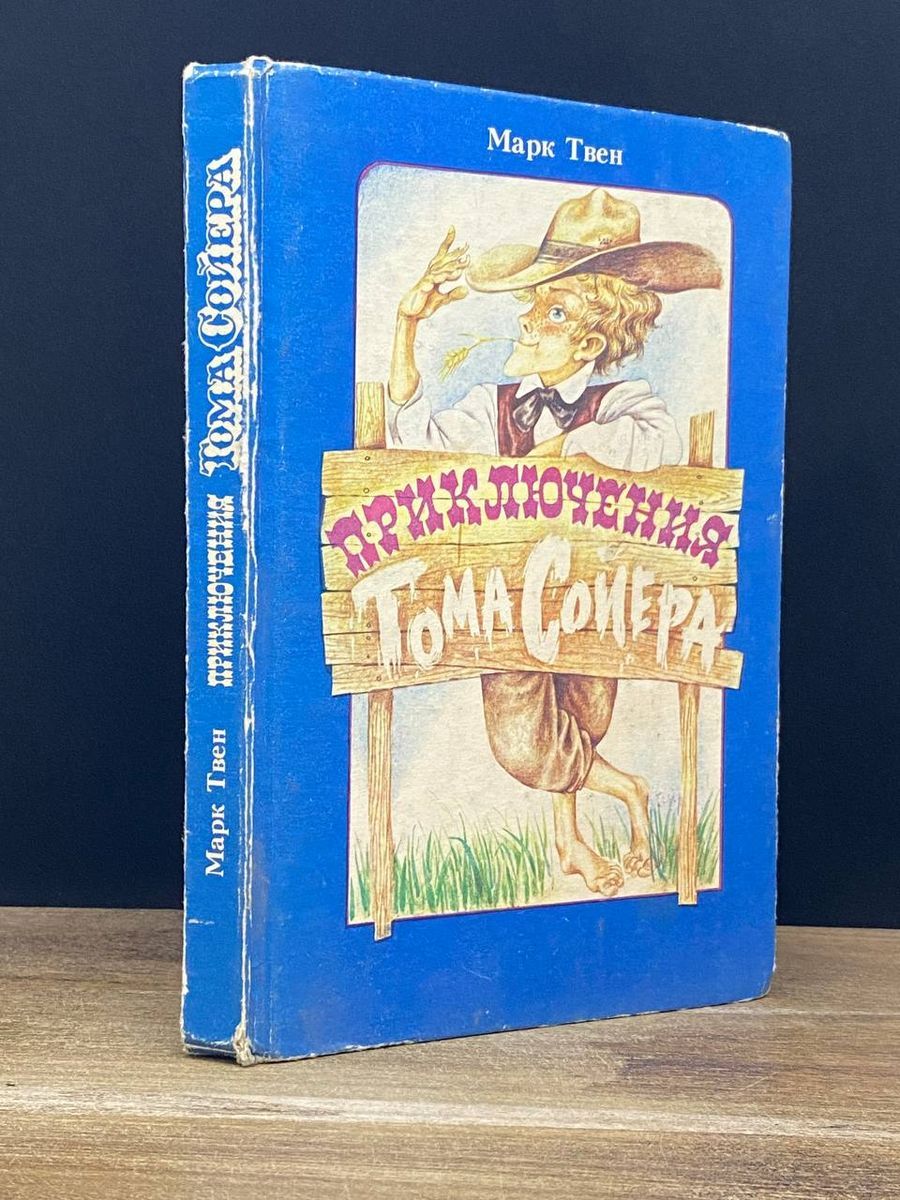 Марк Твен
ПРИКЛЮЧЕНИЯ
ТОМА СОЙЕРА
Марк Твен ПРИКЛЮЧЕНИЯ ТОМА СОЙЕРА